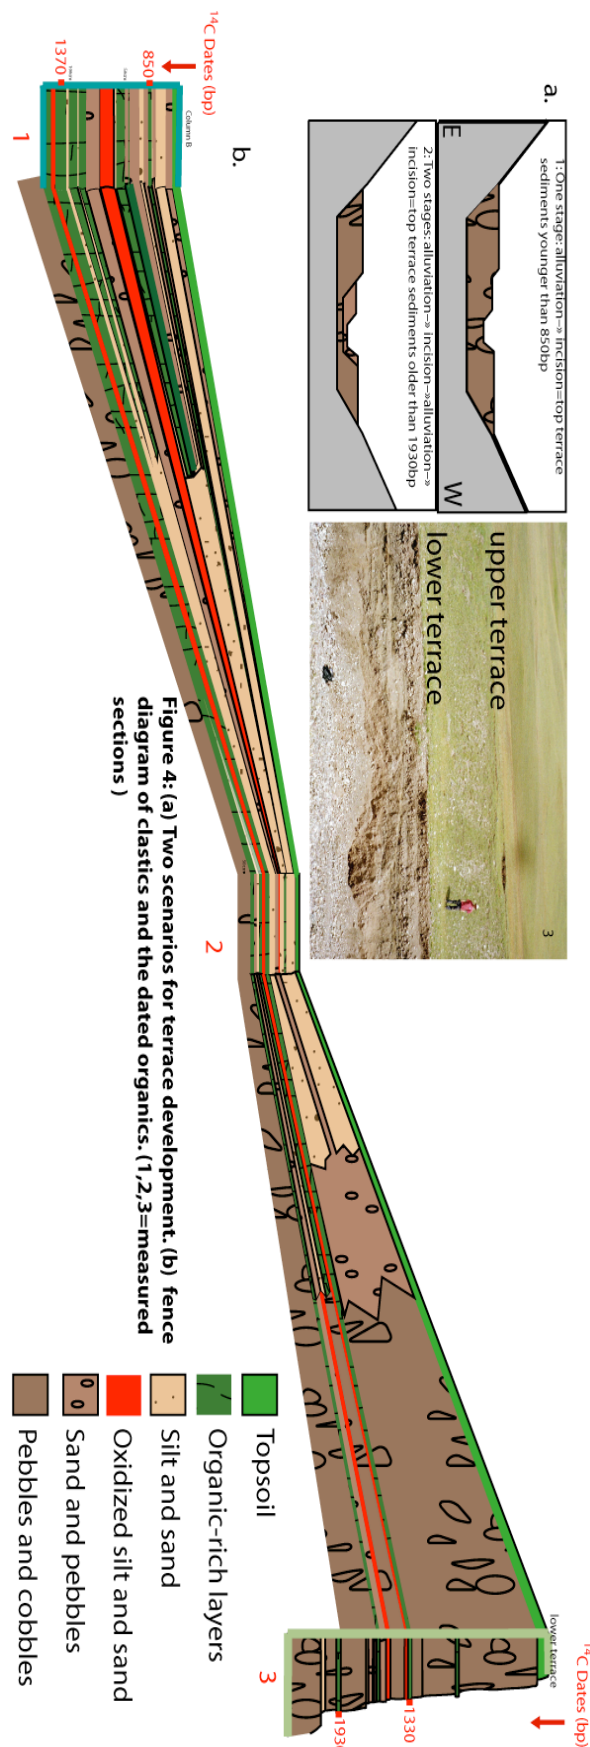 a.
1: One stage: alluviation–» incision=top terrace
sediments younger than 850bp
E
W
2: Two stages: alluviation–» incision–»alluviation–»
incision=top terrace sediments older than 1930bp
upper terrace
lower terrace
3
b.
14C Dates (bp)
850
1370
Column B
1
2
3
14C Dates (bp)
lower terrace
1330
193
Figure 4: (a) Two scenarios for terrace development. (b) fence
diagram of clastics and the dated organics. (1,2,3=measured
sections )
Topsoil
Organic-rich layers
Silt and sand
Oxidized silt and sand
Sand and pebbles
Pebbles and cobbles